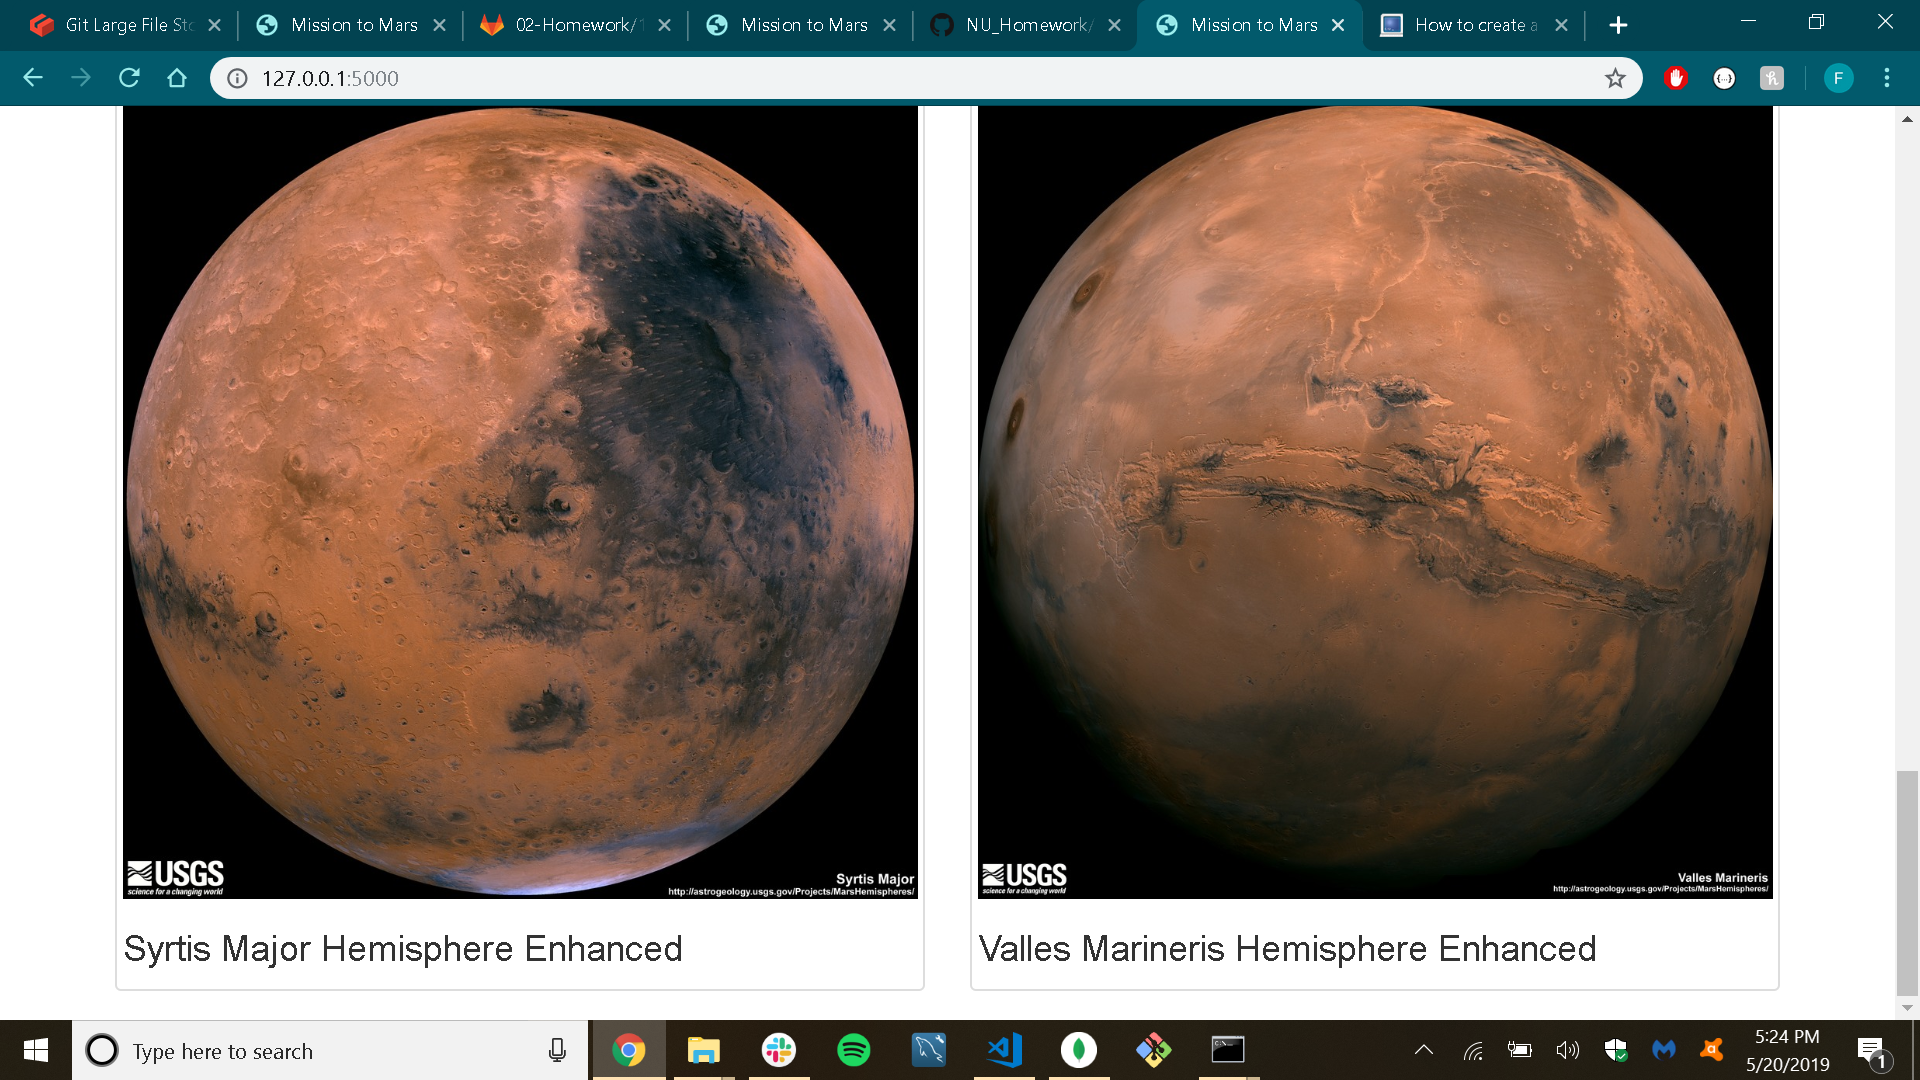 Git Large File Sto
Mission to Mars
02-Homework/1
Mission to Mars
NU_Homework/
Mission to Mars
How to create a
127.0.0.1:5000
F
USGS
science for a changing world
Syrtis Major
http://astrogeology.usgs.gov/Projects/MarsHemispheres/
USGS
science for a changing world
Valles Marineris
http://astrogeology.usgs.gov/Projects/MarsHemispheres/
Syrtis Major Hemisphere Enhanced
Valles Marineris Hemisphere Enhanced
Type here to search
5:24 PM
5/20/2019
1